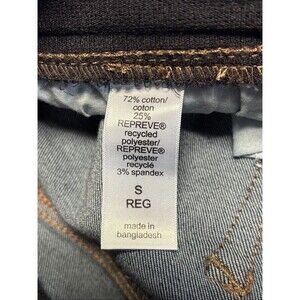 72% cotton/
coton
25%
REPREVE®
recycled
polyester/
REPREVE®
polyester
recyclé
3% spandex
S
REG
made in
bangladesh